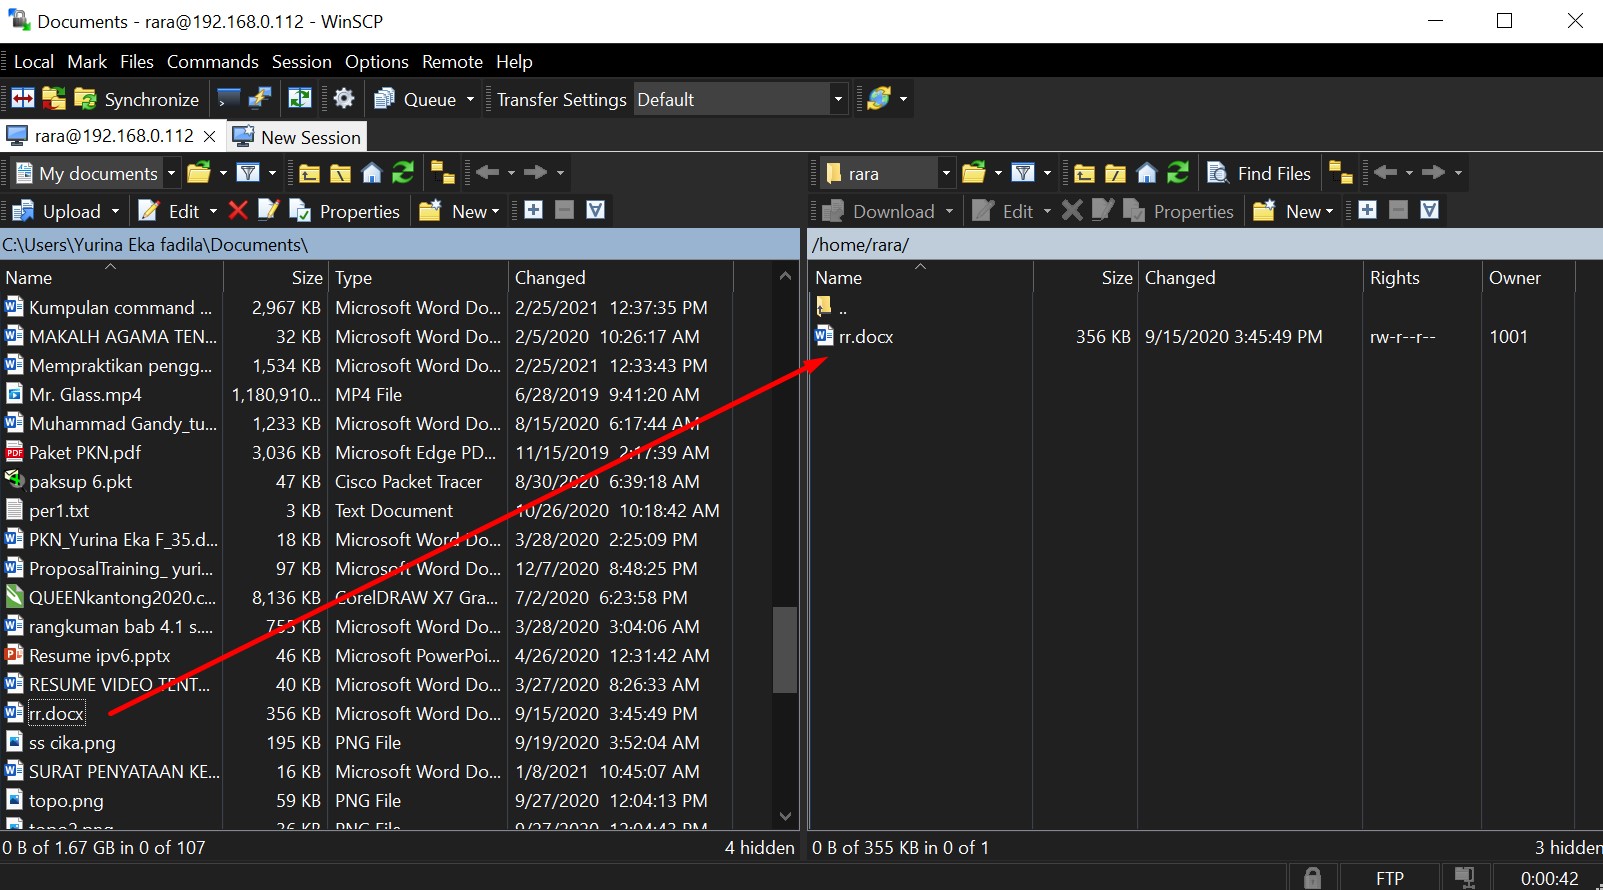 Documents - rara@192.168.0.112 - WinSCP
Local Mark Files Commands Session Options Remote Help
Synchronize Queue Transfer Settings Default
rara@192.168.0.112 New Session
My documents rara Find Files
Upload Edit Properties New Download Edit Properties New
C:\Users\Yurina Eka fadila\Documents\ /home/rara/
Name Size Type Changed Name Size Changed Rights Owner
Kumpulan command ... 2,967 KB Microsoft Word Do... 2/25/2021 12:37:35 PM ..
MAKALH AGAMA TEN... 32 KB Microsoft Word Do... 2/5/2020 10:26:17 AM rr.docx 356 KB 9/15/2020 3:45:49 PM rw-r--r-- 1001
Mempraktikan pengg... 1,534 KB Microsoft Word Do... 2/25/2021 12:33:43 PM
Mr. Glass.mp4 1,180,910... MP4 File 6/28/2019 9:41:20 AM
Muhammad Gandy_tu... 1,233 KB Microsoft Word Do... 8/15/2020 6:17:44 AM
Paket PKN.pdf 3,036 KB Microsoft Edge PD... 11/15/2019 2:17:39 AM
paksup 6.pkt 47 KB Cisco Packet Tracer 8/30/2020 6:39:18 AM
per1.txt 3 KB Text Document 10/26/2020 10:18:42 AM
PKN_Yurina Eka F_35.d... 18 KB Microsoft Word Do... 3/28/2020 2:25:09 PM
ProposalTraining_ yuri... 97 KB Microsoft Word Do... 12/7/2020 8:48:25 PM
QUEENkantong2020.c... 8,136 KB CorelDRAW X7 Gra... 7/2/2020 6:23:58 PM
rangkuman bab 4.1 s.... 755 KB Microsoft Word Do... 3/28/2020 3:04:06 AM
Resume ipv6.pptx 46 KB Microsoft PowerPoi... 4/26/2020 12:31:42 AM
RESUME VIDEO TENT... 40 KB Microsoft Word Do... 3/27/2020 8:26:33 AM
rr.docx 356 KB Microsoft Word Do... 9/15/2020 3:45:49 PM
ss cika.png 195 KB PNG File 9/19/2020 3:52:04 AM
SURAT PENYATAAN KE... 16 KB Microsoft Word Do... 1/8/2021 10:45:07 AM
topo.png 59 KB PNG File 9/27/2020 12:04:13 PM
topo2.png 36 KB PNG File 9/27/2020 12:04:43 PM
0 B of 1.67 GB in 0 of 107 4 hidden 0 B of 355 KB in 0 of 1 3 hidden
FTP 0:00:42